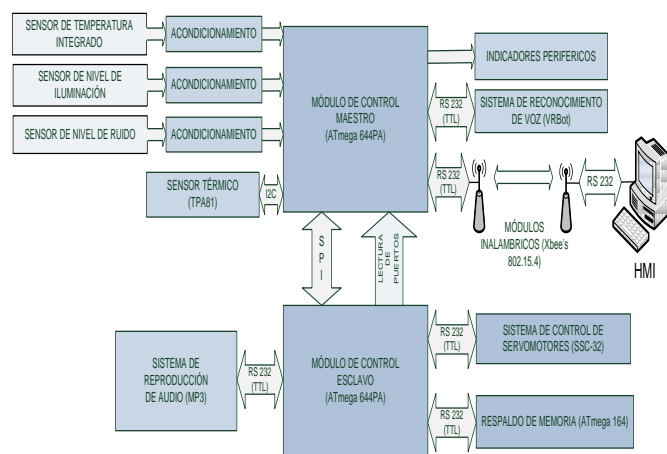 SENSOR DE TEMPERATURA
INTEGRADO
ACONDICIONAMIENTO
SENSOR DE NIVEL DE
ILUMINACIÓN
ACONDICIONAMIENTO
SENSOR DE NIVEL DE RUIDO
ACONDICIONAMIENTO
SENSOR TÉRMICO
(TPA81)
I2C
MÓDULO DE CONTROL
MAESTRO
(ATmega 644PA)
INDICADORES PERIFERICOS
RS 232
(TTL)
SISTEMA DE RECONOCIMIENTO
DE VOZ (VRBot)
RS 232
(TTL)
RS 232
MÓDULOS
INALAMBRICOS (Xbee's
802.15.4)
HMI
SPI
LECTURA
DE
PUERTOS
SISTEMA DE
REPRODUCCIÓN
DE AUDIO (MP3)
RS 232
(TTL)
MÓDULO DE CONTROL
ESCLAVO
(ATmega 644PA)
RS 232
(TTL)
SISTEMA DE CONTROL DE
SERVOMOTORES (SSC-32)
RS 232
(TTL)
RESPALDO DE MEMORIA (ATmega 164)